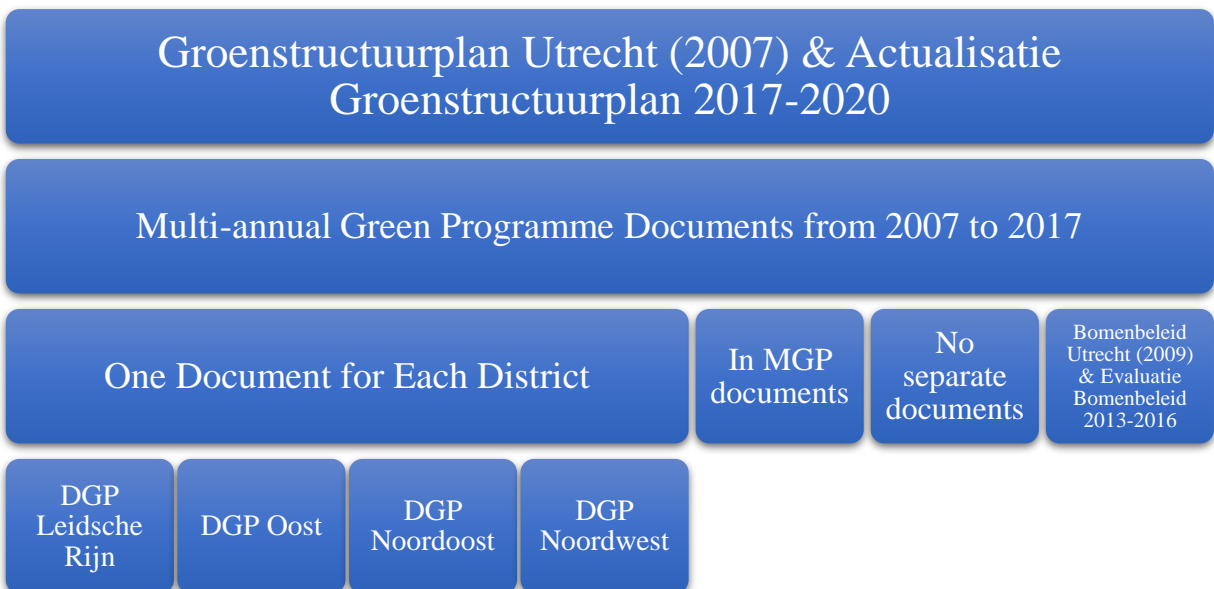 Groenstructuurplan Utrecht (2007) & Actualisatie
Groenstructuurplan 2017-2020
Multi-annual Green Programme Documents from 2007 to 2017
One Document for Each District
In MGP
documents
No
separate
documents
Bomenbeleid
Utrecht (2009)
& Evaluatie
Bomenbeleid
2013-2016
DGP
Leidsche
Rijn
DGP Oost
DGP
Noordoost
DGP
Noordwest